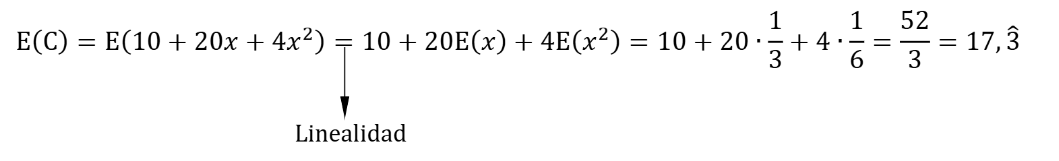 E(C) = E(10 + 20x + 4x²) = 10 + 20E(x) + 4E(x²) = 10 + 20 · 1/3 + 4 · 1/6 = 52/3 = 17, 3̂
Linealidad